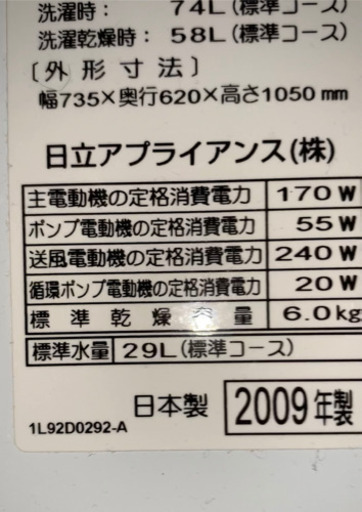 洗濯時： 74L(標準コース)
洗濯乾燥時：58L(標準コース)
〔外形寸法〕
幅735×奥行620×高さ1050mm
日立アプライアンス(株)
主電動機の定格消費電力 170W
ポンプ電動機の定格消費電力 55W
送風電動機の定格消費電力 240W
循環ポンプ電動機の定格消費電力 20W
標準乾燥容量 6.0kg
標準水量 29L(標準コース)
日本製 2009年製
1L92D0292-A